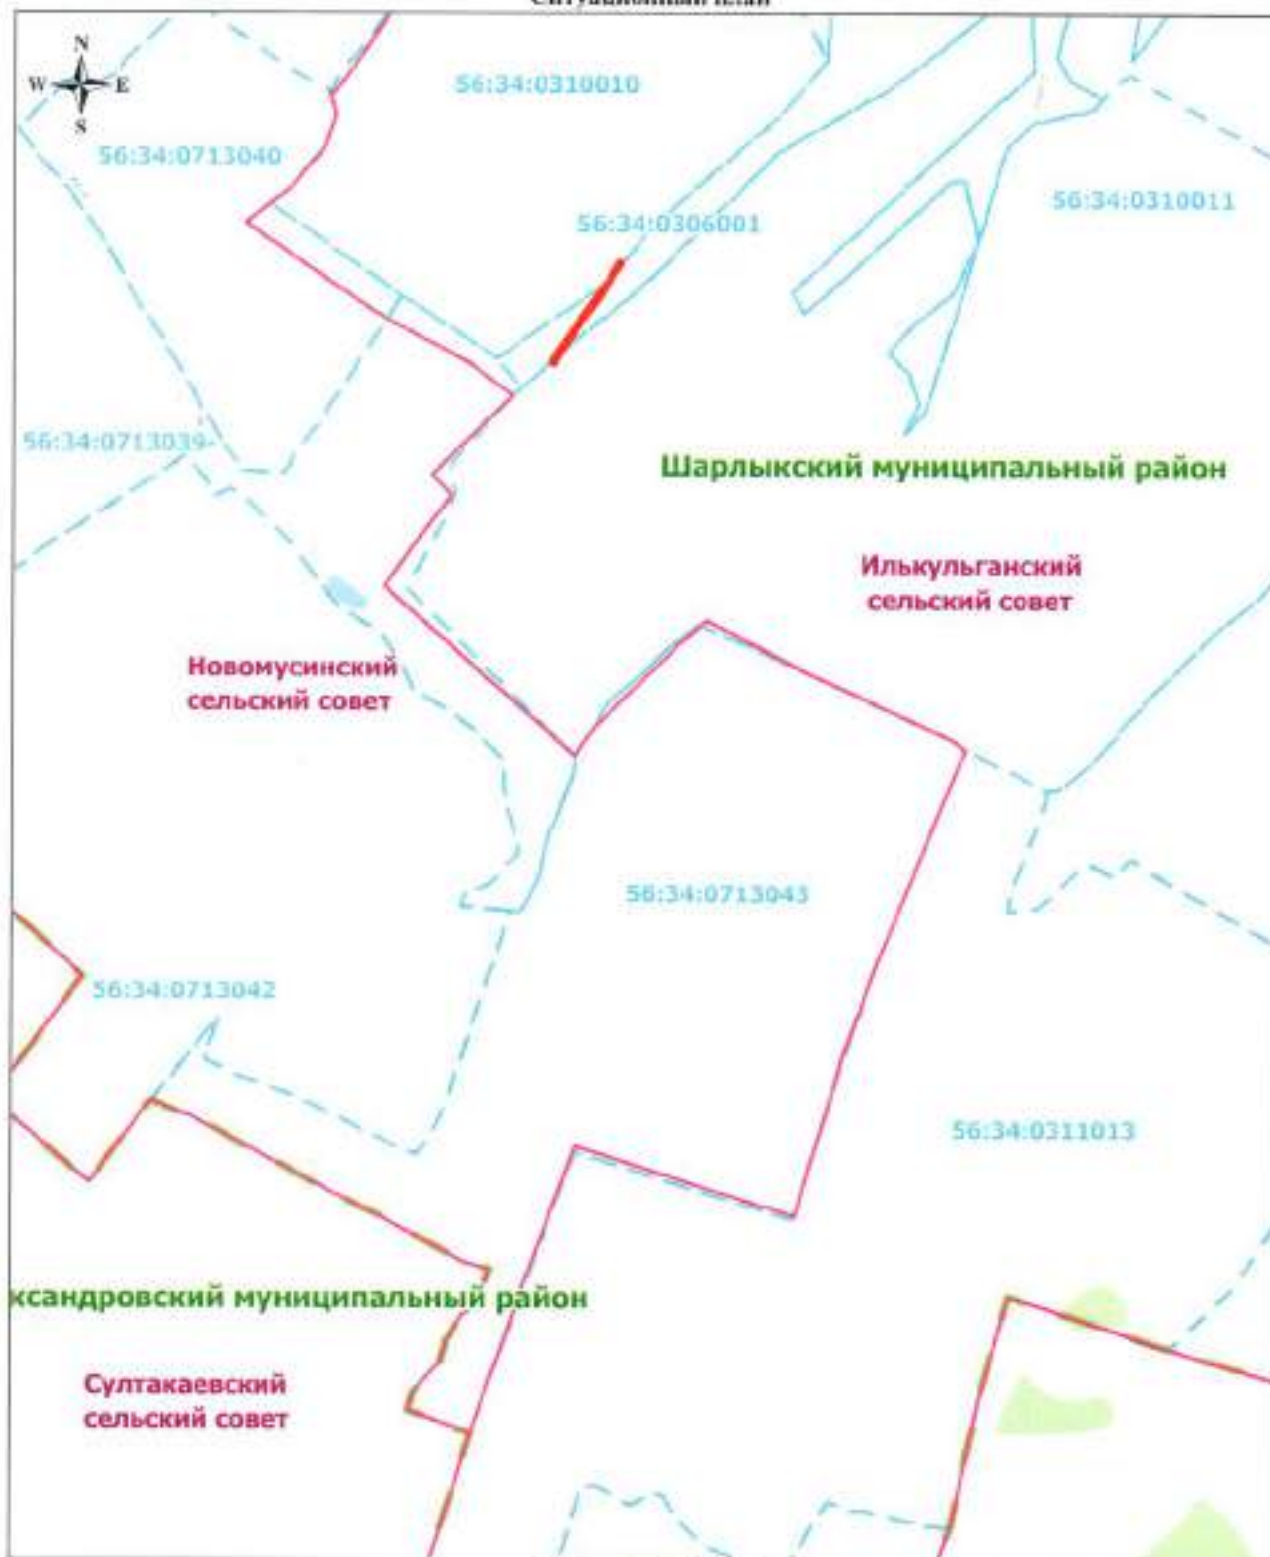 Ситуационный план
N
W E
S
56:34:0310010
56:34:0713040
56:34:0310011
56:34:0306001
56:34:0713039
Шарлыкский муниципальный район
Илькульганский
сельский совет
Новомусинский
сельский совет
56:34:0713043
56:34:0713042
56:34:0311013
ксандровский муниципальный район
Султакаевский
сельский совет